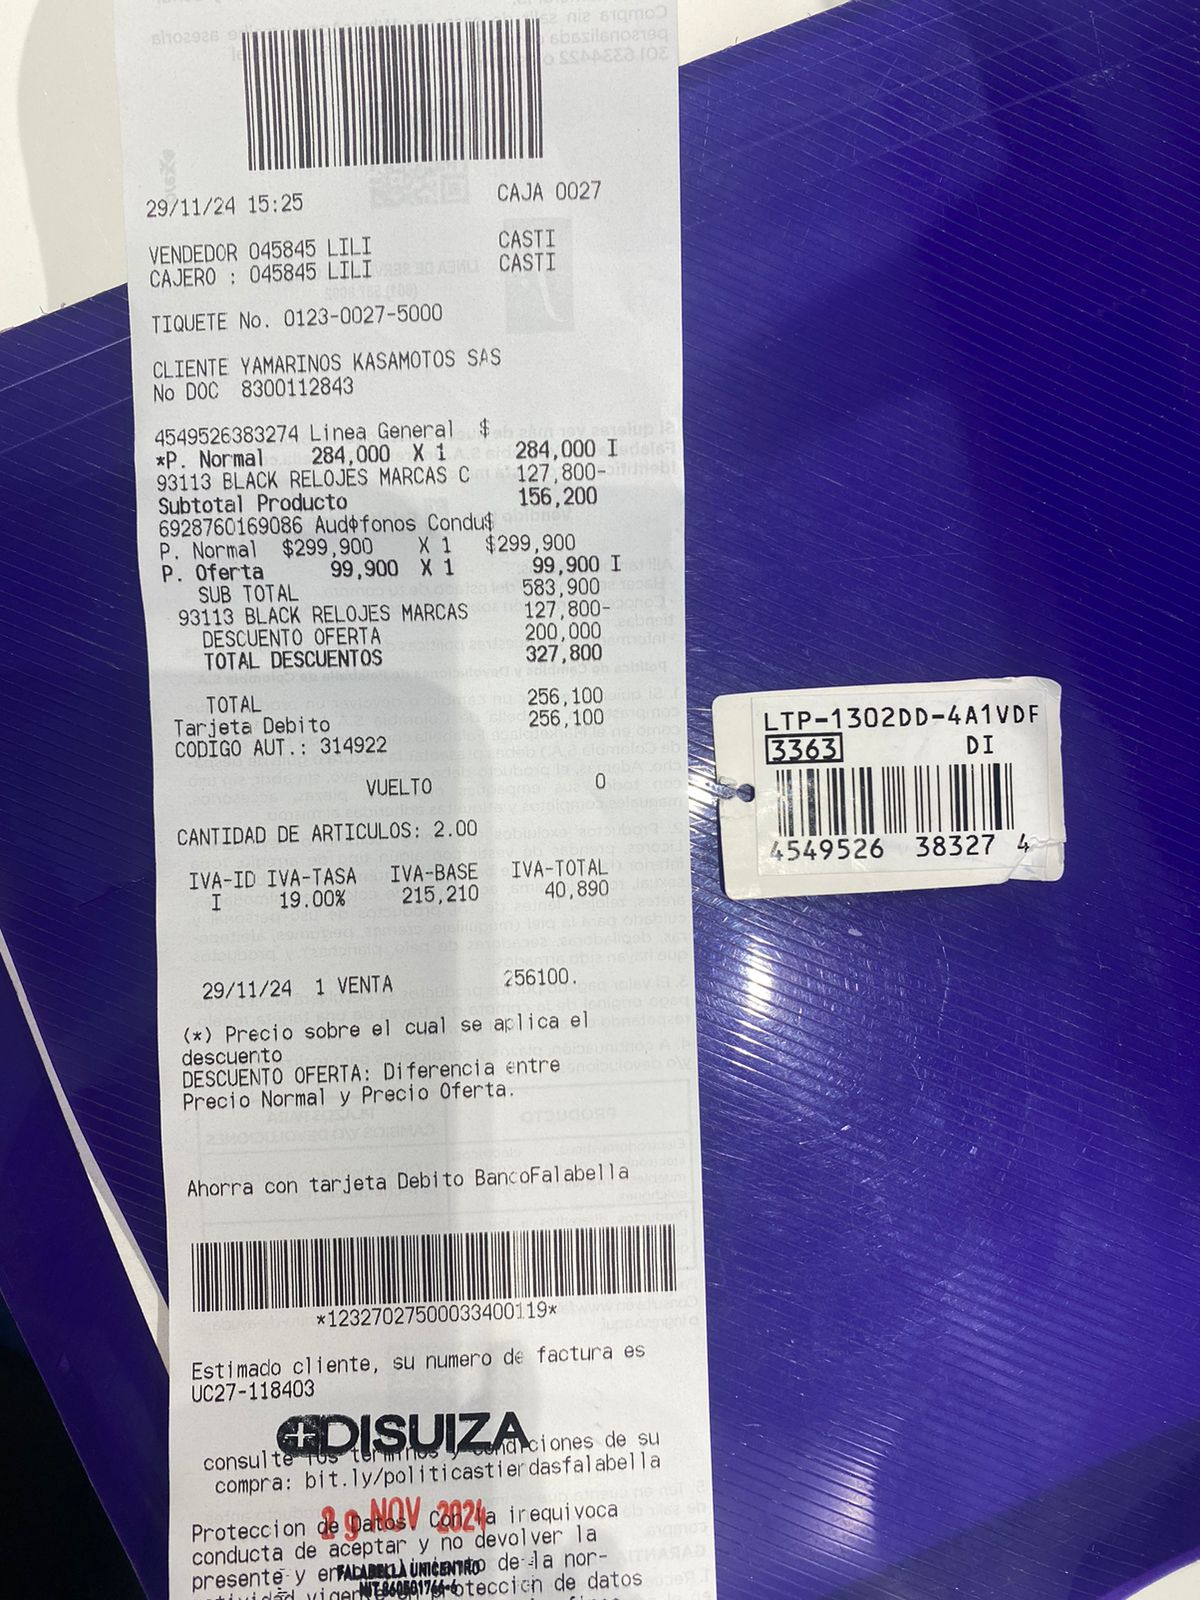 29/11/24 15:25 CAJA 0027
VENDEDOR 045845 LILI CASTI
CAJERO : 045845 LILI CASTI
TIQUETE No. 0123-0027-5000
CLIENTE YAMARINOS KASAMOTOS SAS
No DOC 8300112843
4549526383274 Linea General $
*P. Normal 284,000 X 1 284,000 I
93113 BLACK RELOJES MARCAS C 127,800-
Subtotal Producto 156,200
6928760169086 Audífonos Condu$
P. Normal $299,900 X 1 $299,900
P. Oferta 99,900 X 1 99,900 I
SUB TOTAL 583,900
93113 BLACK RELOJES MARCAS 127,800-
DESCUENTO OFERTA 200,000
TOTAL DESCUENTOS 327,800
TOTAL 256,100
Tarjeta Debito 256,100
CODIGO AUT.: 314922
VUELTO 0
CANTIDAD DE ARTICULOS: 2.00
IVA-ID IVA-TASA IVA-BASE IVA-TOTAL
I 19.00% 215,210 40,890
29/11/24 1 VENTA 256100.
(*) Precio sobre el cual se aplica el
descuento
DESCUENTO OFERTA: Diferencia entre
Precio Normal y Precio Oferta.
Ahorra con tarjeta Debito BancoFalabella
*12327027500033400119*
Estimado cliente, su numero de factura es
UC27-118403
DISUIZA
consulte los terminos y condiciones de su
compra: bit.ly/politicastiendasfalabella
29 NOV 2024
Proteccion de Datos Con la irequivoca
conducta de aceptar y no devolver la
presente y en de la nor-
FALABELLA UNICENTRO
NIT.860501766-6
proteccion de datos
LTP-1302DD-4A1VDF
3363 DI
4549526 38327 4